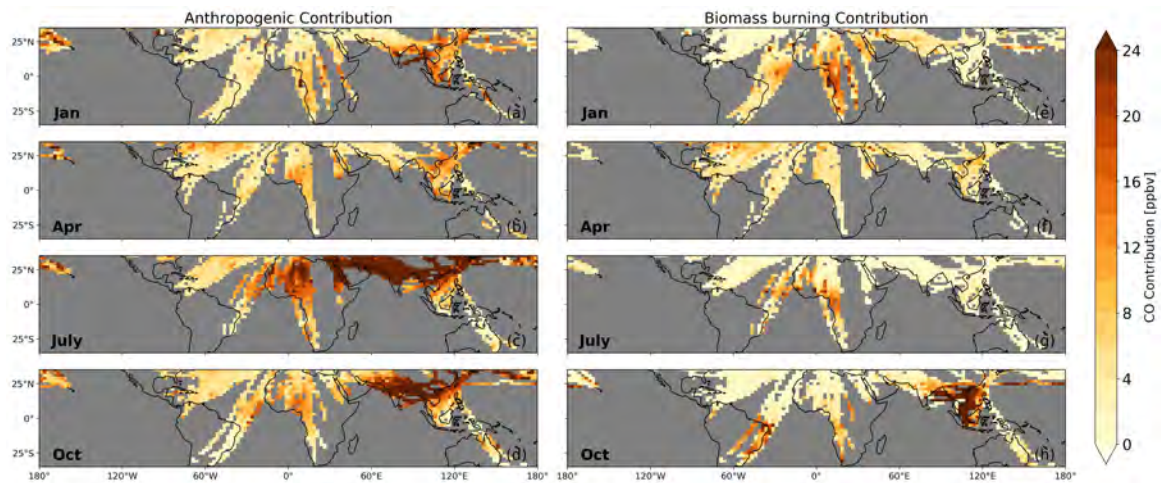 Anthropogenic Contribution
Biomass burning Contribution
25°N
0°
25°S
Jan
(a)
Jan
(e)
25°N
0°
25°S
Apr
(b)
Apr
(f)
25°N
0°
25°S
July
(c)
July
(g)
25°N
0°
25°S
Oct
(d)
Oct
(h)
180° 120°W 60°W 0° 60°E 120°E 180°
180° 120°W 60°W 0° 60°E 120°E 180°
24
20
16
12
8
4
0
CO Contribution [ppbv]